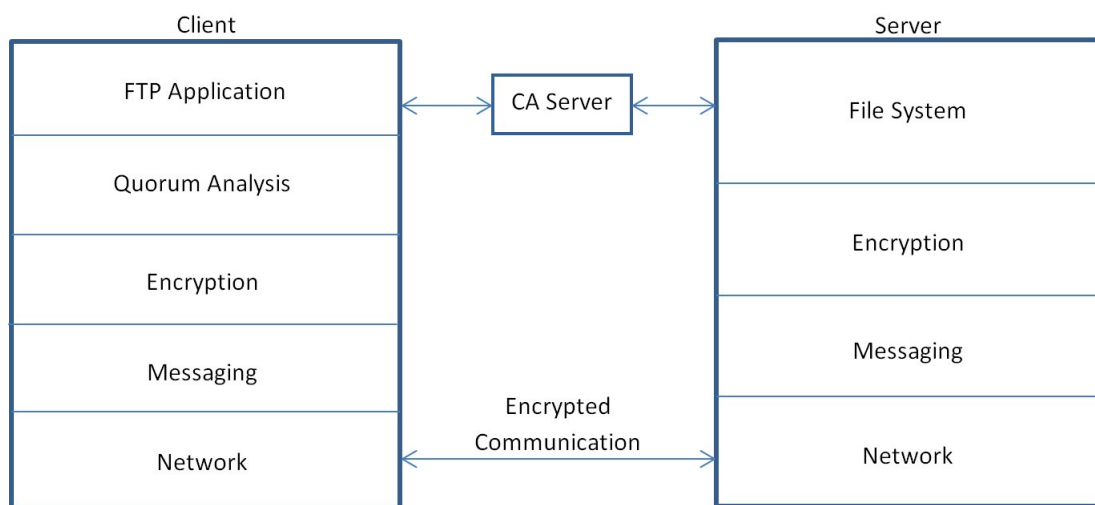 Client
Server
FTP Application
CA Server
File System
Quorum Analysis
Encryption
Encryption
Messaging
Messaging
Encrypted
Communication
Network
Network